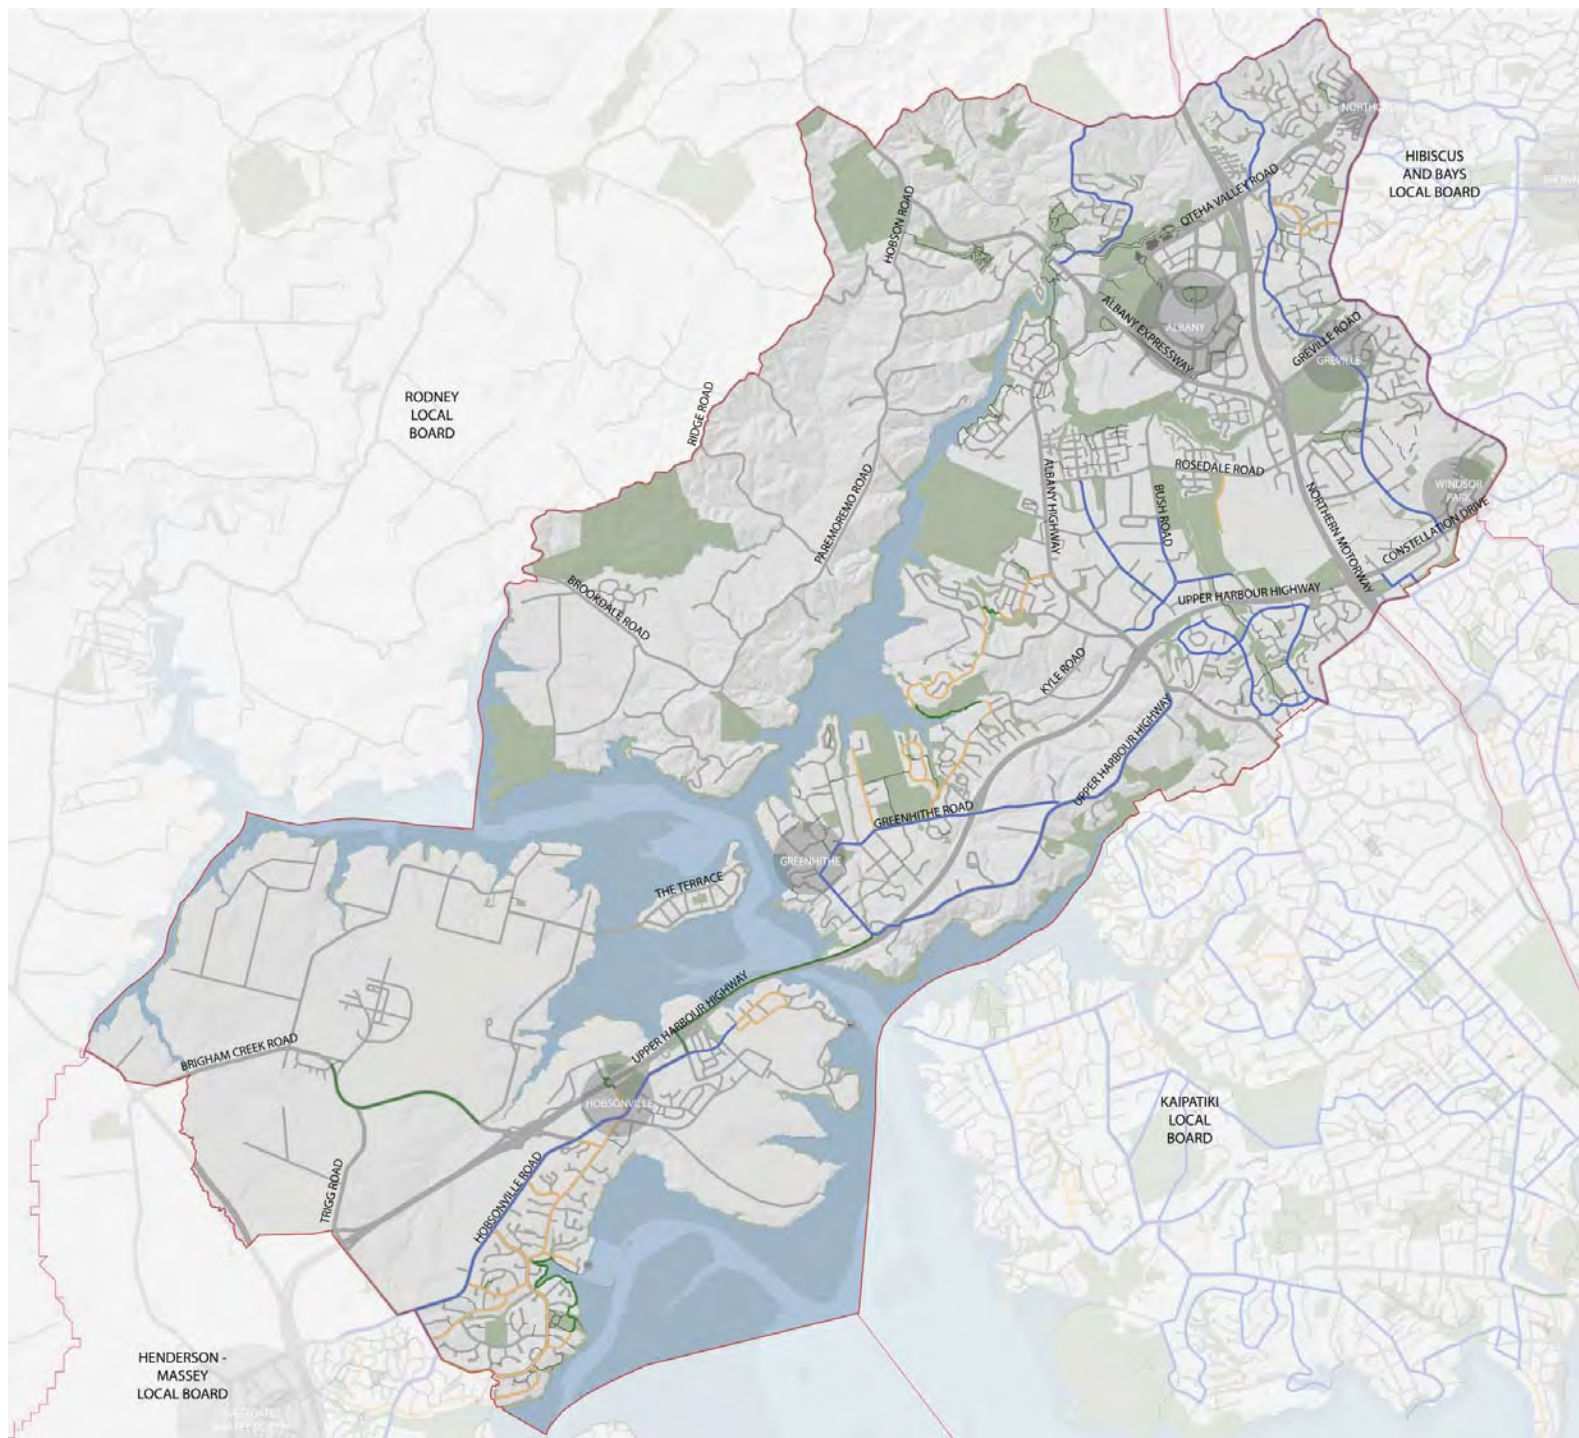 NORTHCROSS
HIBISCUS
AND BAYS
LOCAL BOARD
OTEHA VALLEY ROAD
HOBSON ROAD
ALBANY EXPRESSWAY
ALBANY
GREVILLE ROAD
GREVILLE
RODNEY
LOCAL
BOARD
RIDGE ROAD
PAREMOREMO ROAD
ALBANY HIGHWAY
ROSEDALE ROAD
BUSH ROAD
NORTHERN MOTORWAY
WINDSOR
PARK
CONSTELLATION DRIVE
BROOKDALE ROAD
UPPER HARBOUR HIGHWAY
KYLE ROAD
UPPER HARBOUR HIGHWAY
GREENHITHE ROAD
GREENHITHE
THE TERRACE
UPPER HARBOUR HIGHWAY
BRIGHAM CREEK ROAD
HOBSONVILLE
KAIPATIKI
LOCAL
BOARD
TRIGG ROAD
HOBSONVILLE ROAD
HENDERSON -
MASSEY
LOCAL BOARD